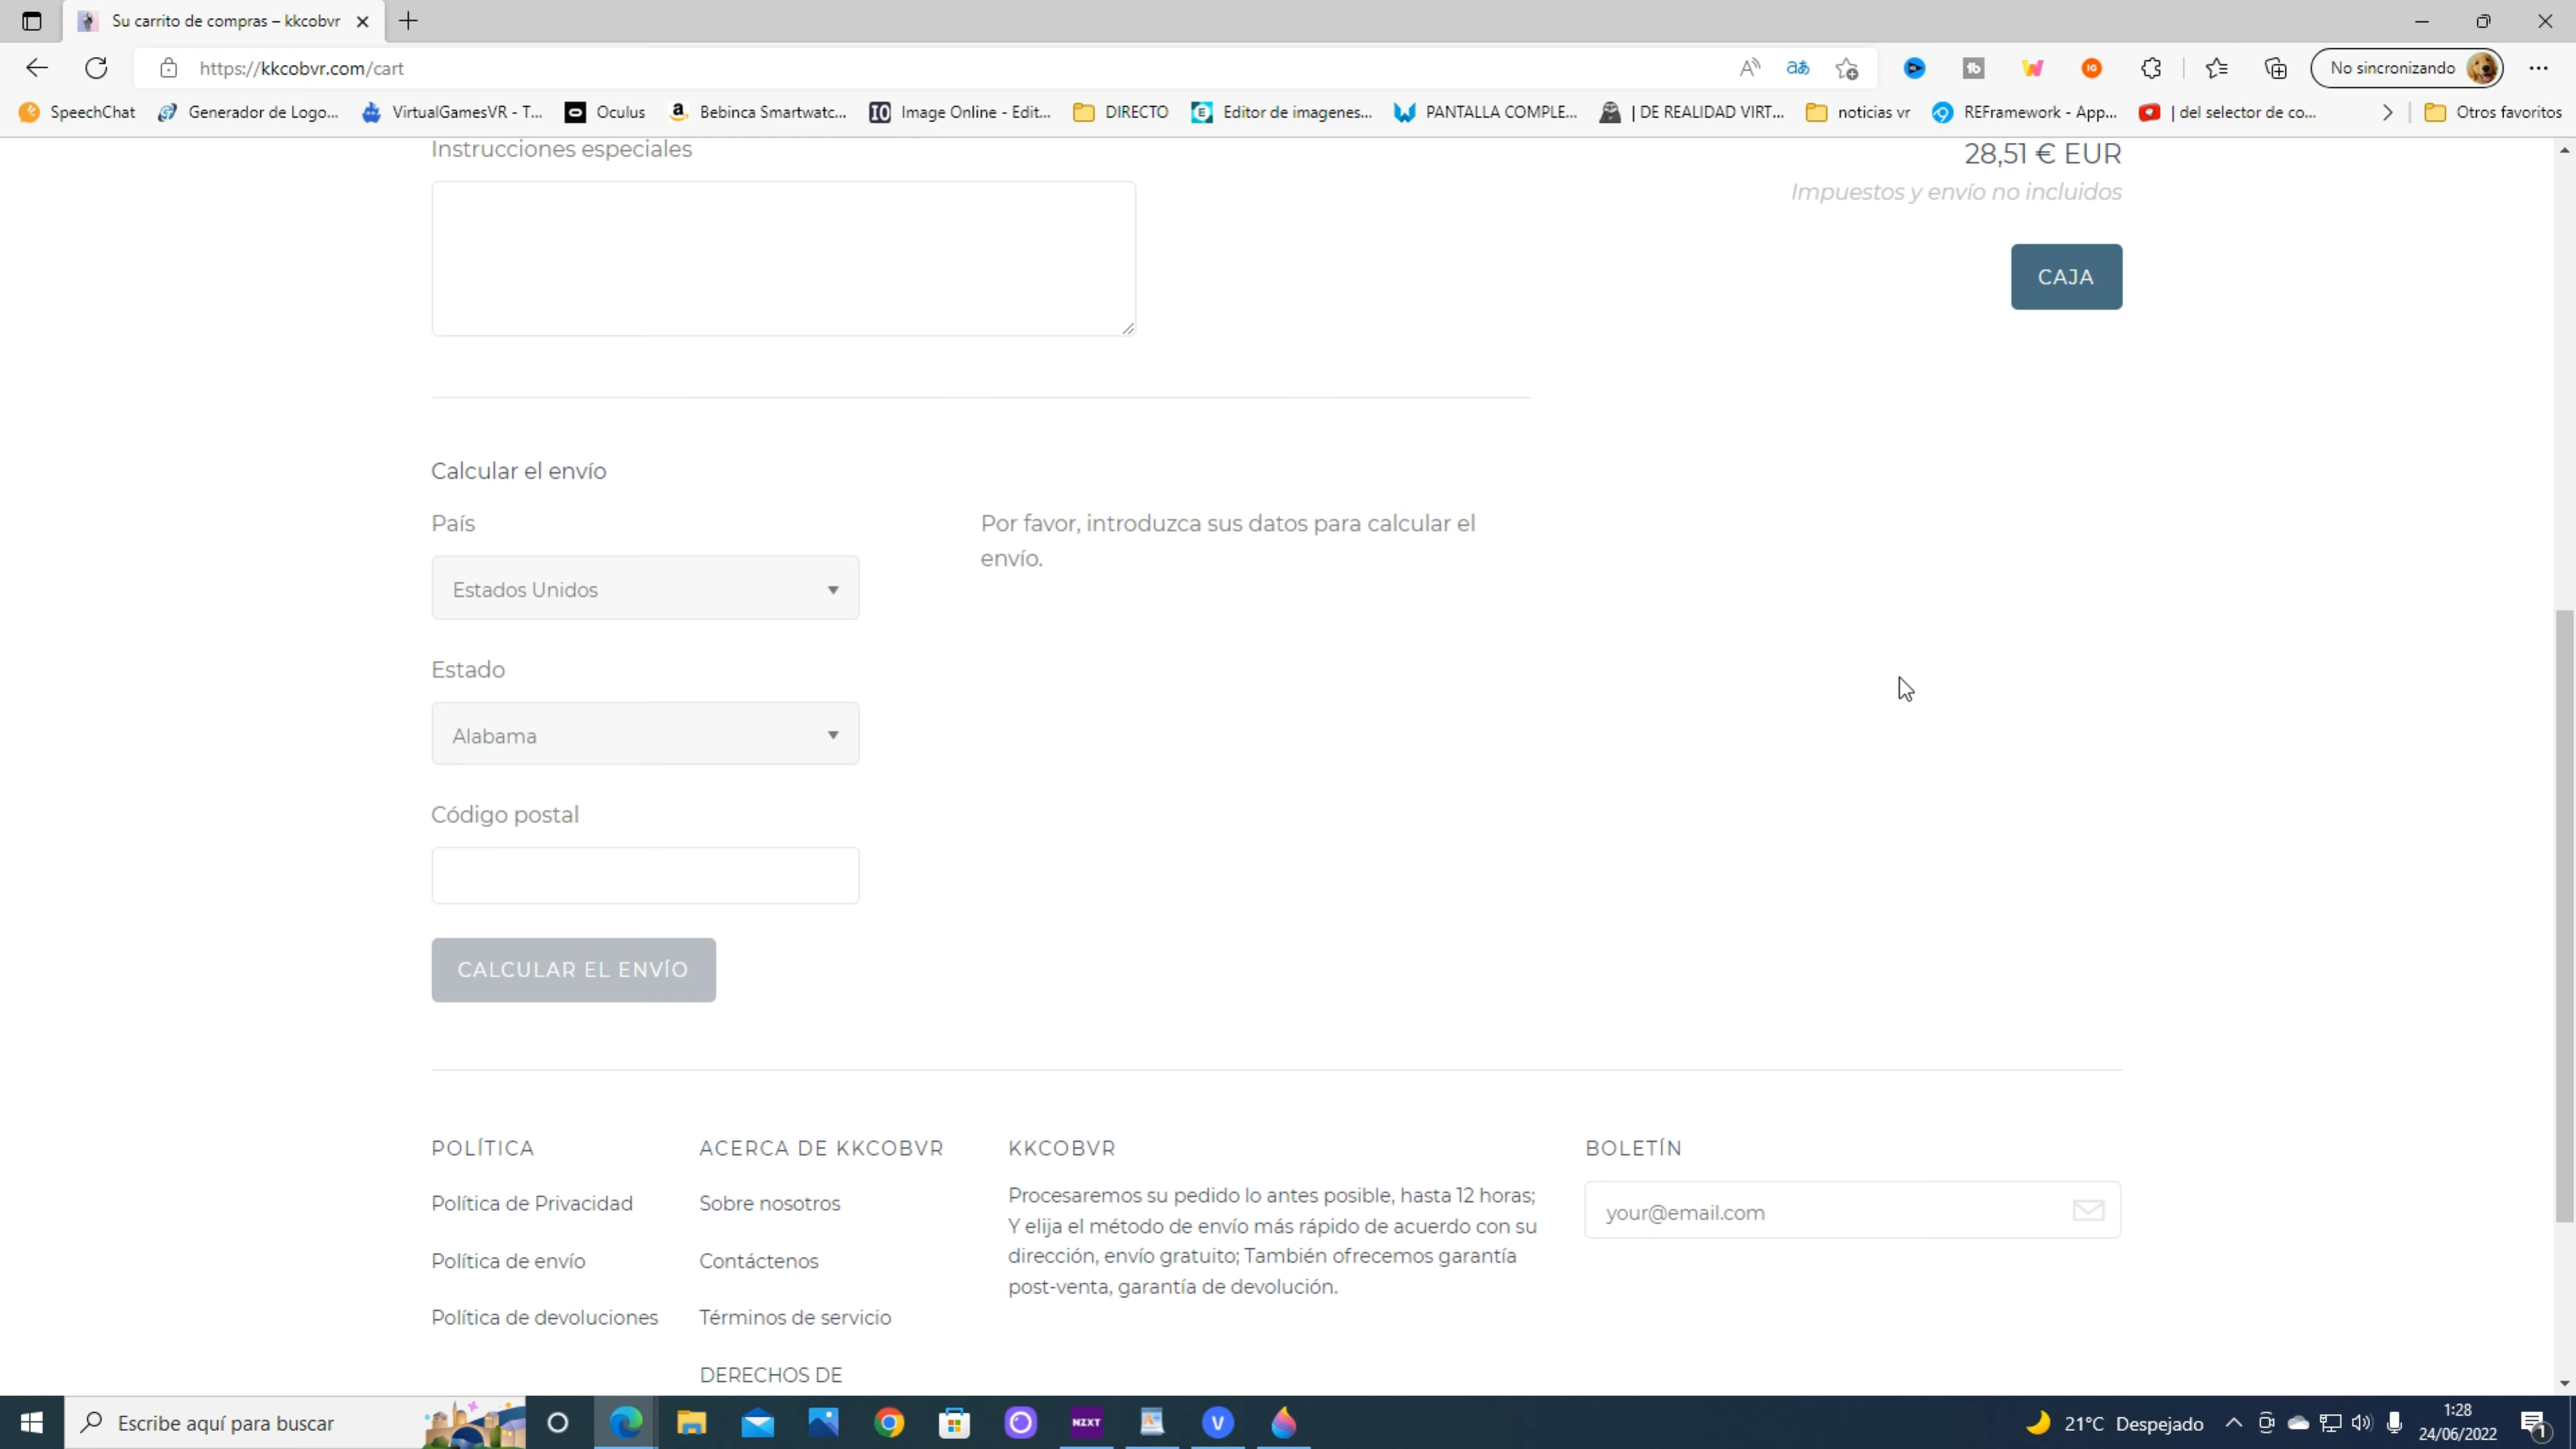 Su carrito de compras – kkcobvr
https://kkcobvr.com/cart
No sincronizando
SpeechChat
Generador de Logo...
VirtualGamesVR - T...
Oculus
Bebinca Smartwatc...
Image Online - Edit...
DIRECTO
Editor de imagenes...
PANTALLA COMPLE...
| DE REALIDAD VIRT...
noticias vr
REFramework - App...
| del selector de co...
Otros favoritos
Instrucciones especiales
28,51 € EUR
Impuestos y envío no incluidos
CAJA
Calcular el envío
País
Por favor, introduzca sus datos para calcular el
envío.
Estados Unidos
Estado
Alabama
Código postal
CALCULAR EL ENVÍO
POLÍTICA
Política de Privacidad
Política de envío
Política de devoluciones
ACERCA DE KKCOBVR
Sobre nosotros
Contáctenos
Términos de servicio
DERECHOS DE
KKCOBVR
Procesaremos su pedido lo antes posible, hasta 12 horas;
Y elija el método de envío más rápido de acuerdo con su
dirección, envío gratuito; También ofrecemos garantía
post-venta, garantía de devolución.
BOLETÍN
your@email.com
Escribe aquí para buscar
NZXT
V
21°C Despejado
1:28
24/06/2022
1